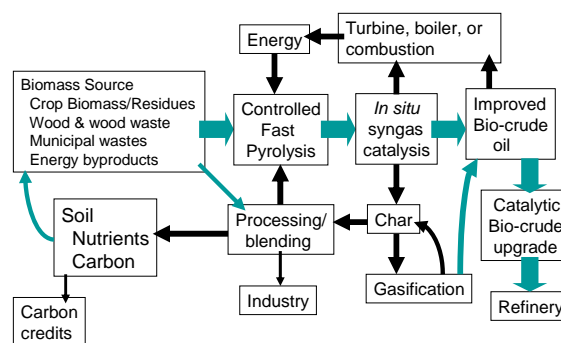 Energy
Turbine, boiler, or
combustion
Biomass Source
Crop Biomass/Residues
Wood & wood waste
Municipal wastes
Energy byproducts
Controlled
Fast
Pyrolysis
In situ
syngas
catalysis
Improved
Bio-crude
oil
Soil
Nutrients
Carbon
Processing/
blending
Char
Catalytic
Bio-crude
upgrade
Gasification
Industry
Carbon
credits
Refinery